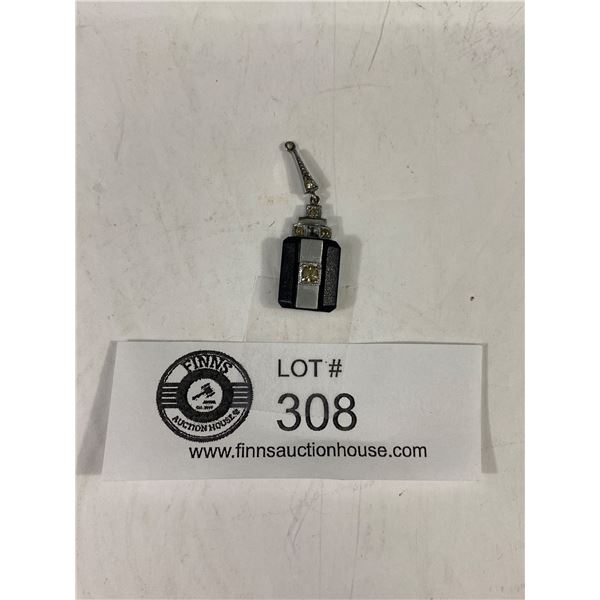 FINNS
AUCTION HOUSE
LOT #
308
www.finnsauctionhouse.com